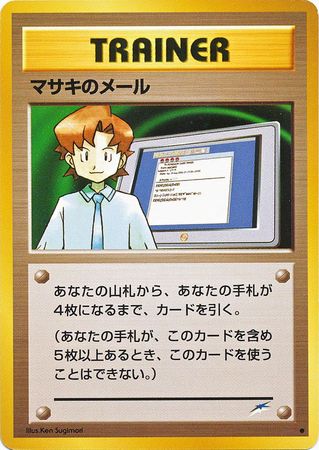 TRAINER
マサキのメール
あなたの山札から、あなたの手札が
4枚になるまで、カードを引く。
(あなたの手札が、このカードを含め
5枚以上あるとき、このカードを使う
ことはできない。)
Illus.Ken Sugimori